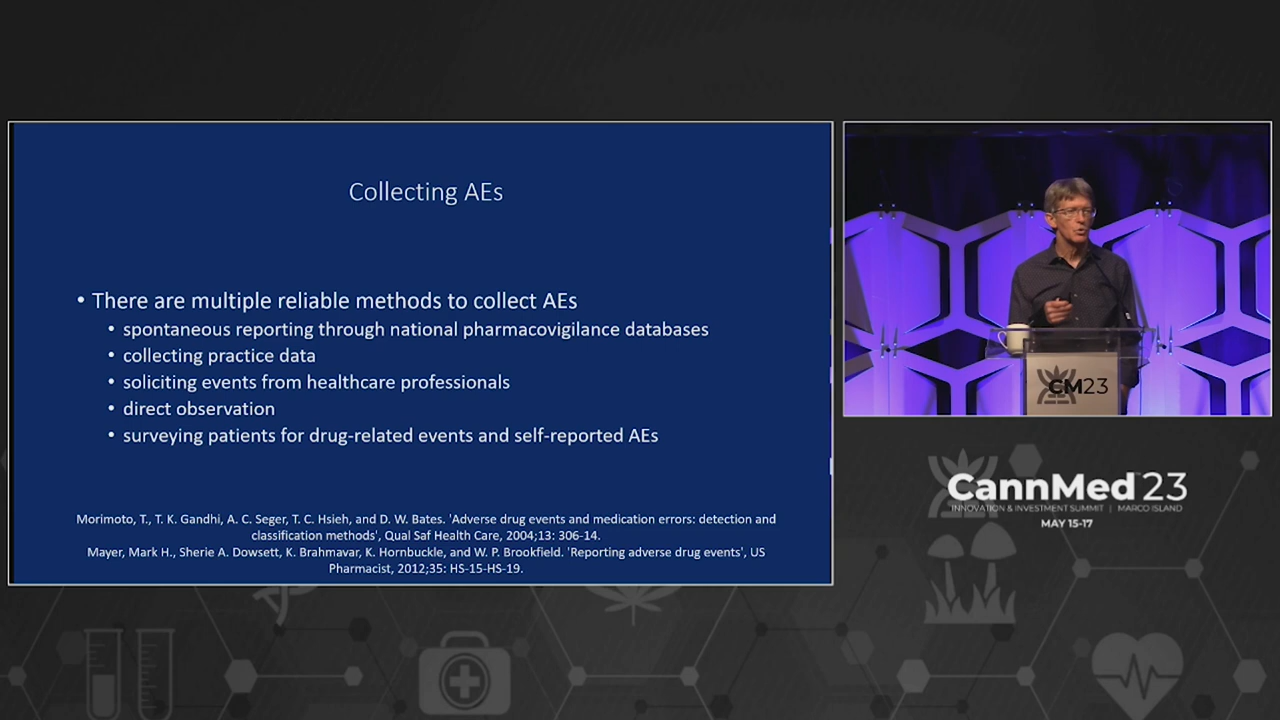 Collecting AEs
• There are multiple reliable methods to collect AEs
• spontaneous reporting through national pharmacovigilance databases
• collecting practice data
• soliciting events from healthcare professionals
• direct observation
• surveying patients for drug-related events and self-reported AEs
Morimoto, T., T. K. Gandhi, A. C. Seger, T. C. Hsieh, and D. W. Bates. 'Adverse drug events and medication errors: detection and
classification methods', Qual Saf Health Care, 2004;13: 306-14.
Mayer, Mark H., Sherie A. Dowsett, K. Brahmavar, K. Hornbuckle, and W. P. Brookfield. 'Reporting adverse drug events', US
Pharmacist, 2012;35: HS-15-HS-19.
CM23
CannMed 23
INNOVATION & INVESTMENT SUMMIT | MARCO ISLAND
MAY 15-17